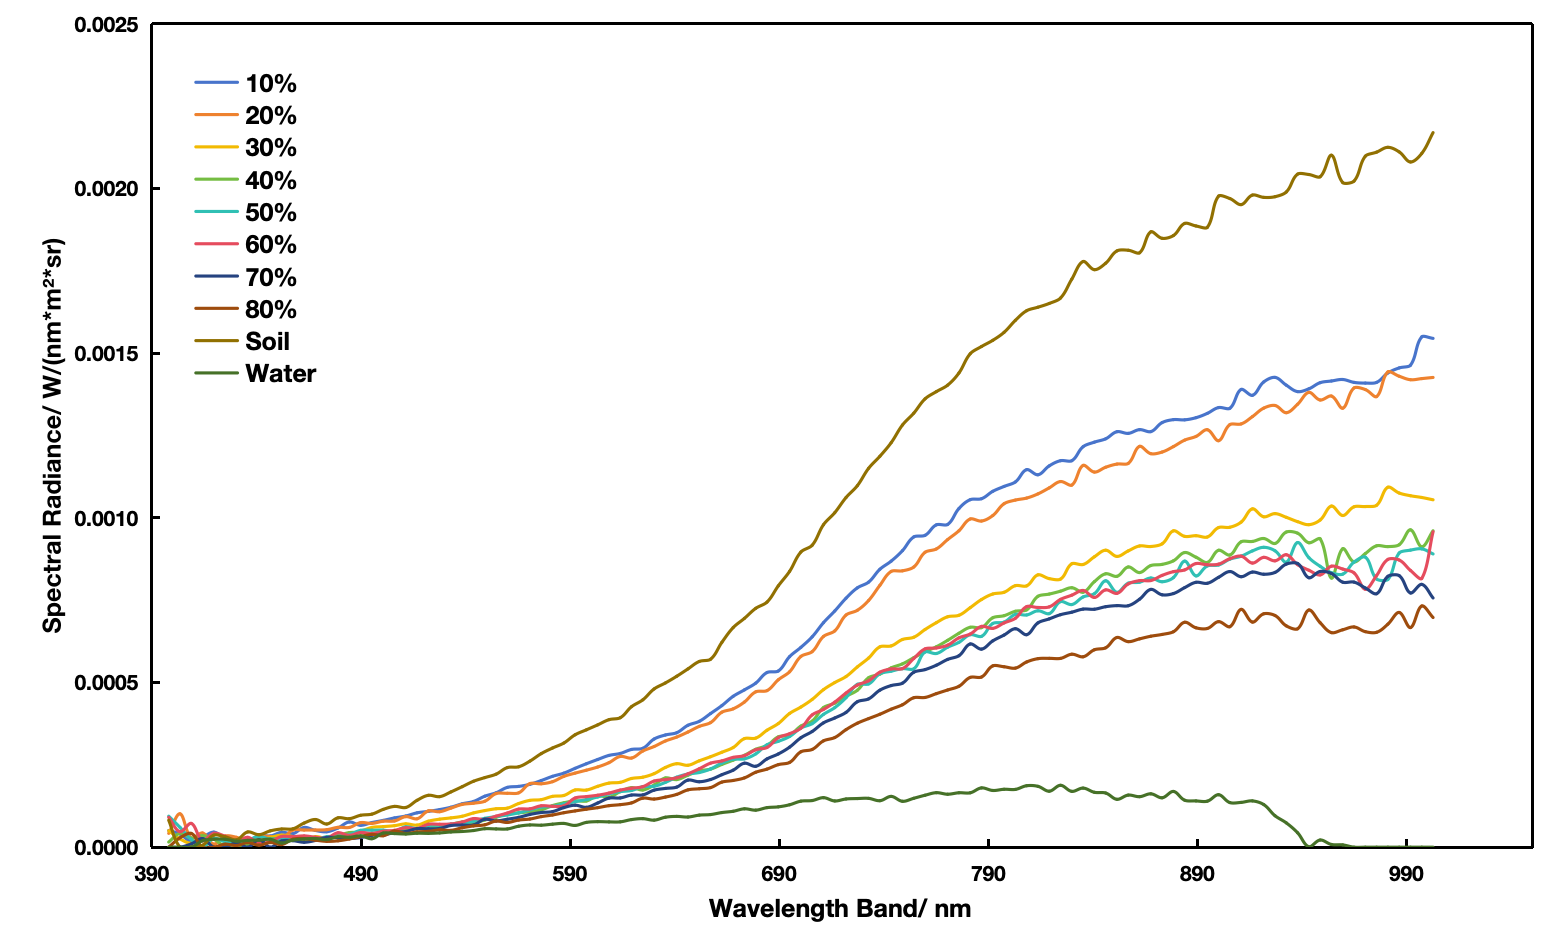 0.0025
0.0020
0.0015
0.0010
0.0005
0.0000
Spectral Radiance/ W/(nm*m²*sr)
10%
20%
30%
40%
50%
60%
70%
80%
Soil
Water
390 490 590 690 790 890 990
Wavelength Band/ nm